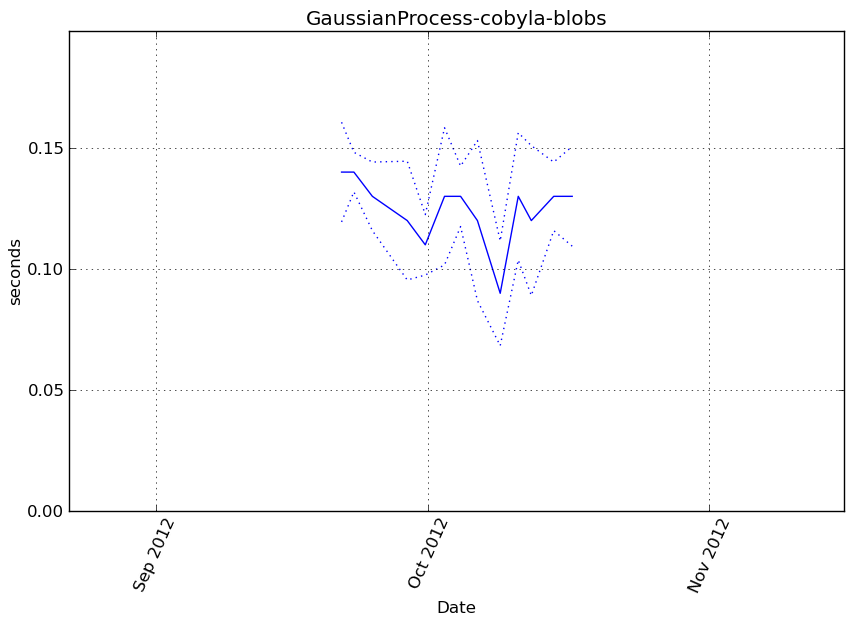 GaussianProcess-cobyla-blobs
0.15
0.10
0.05
0.00
seconds
Sep 2012
Oct 2012
Nov 2012
Date